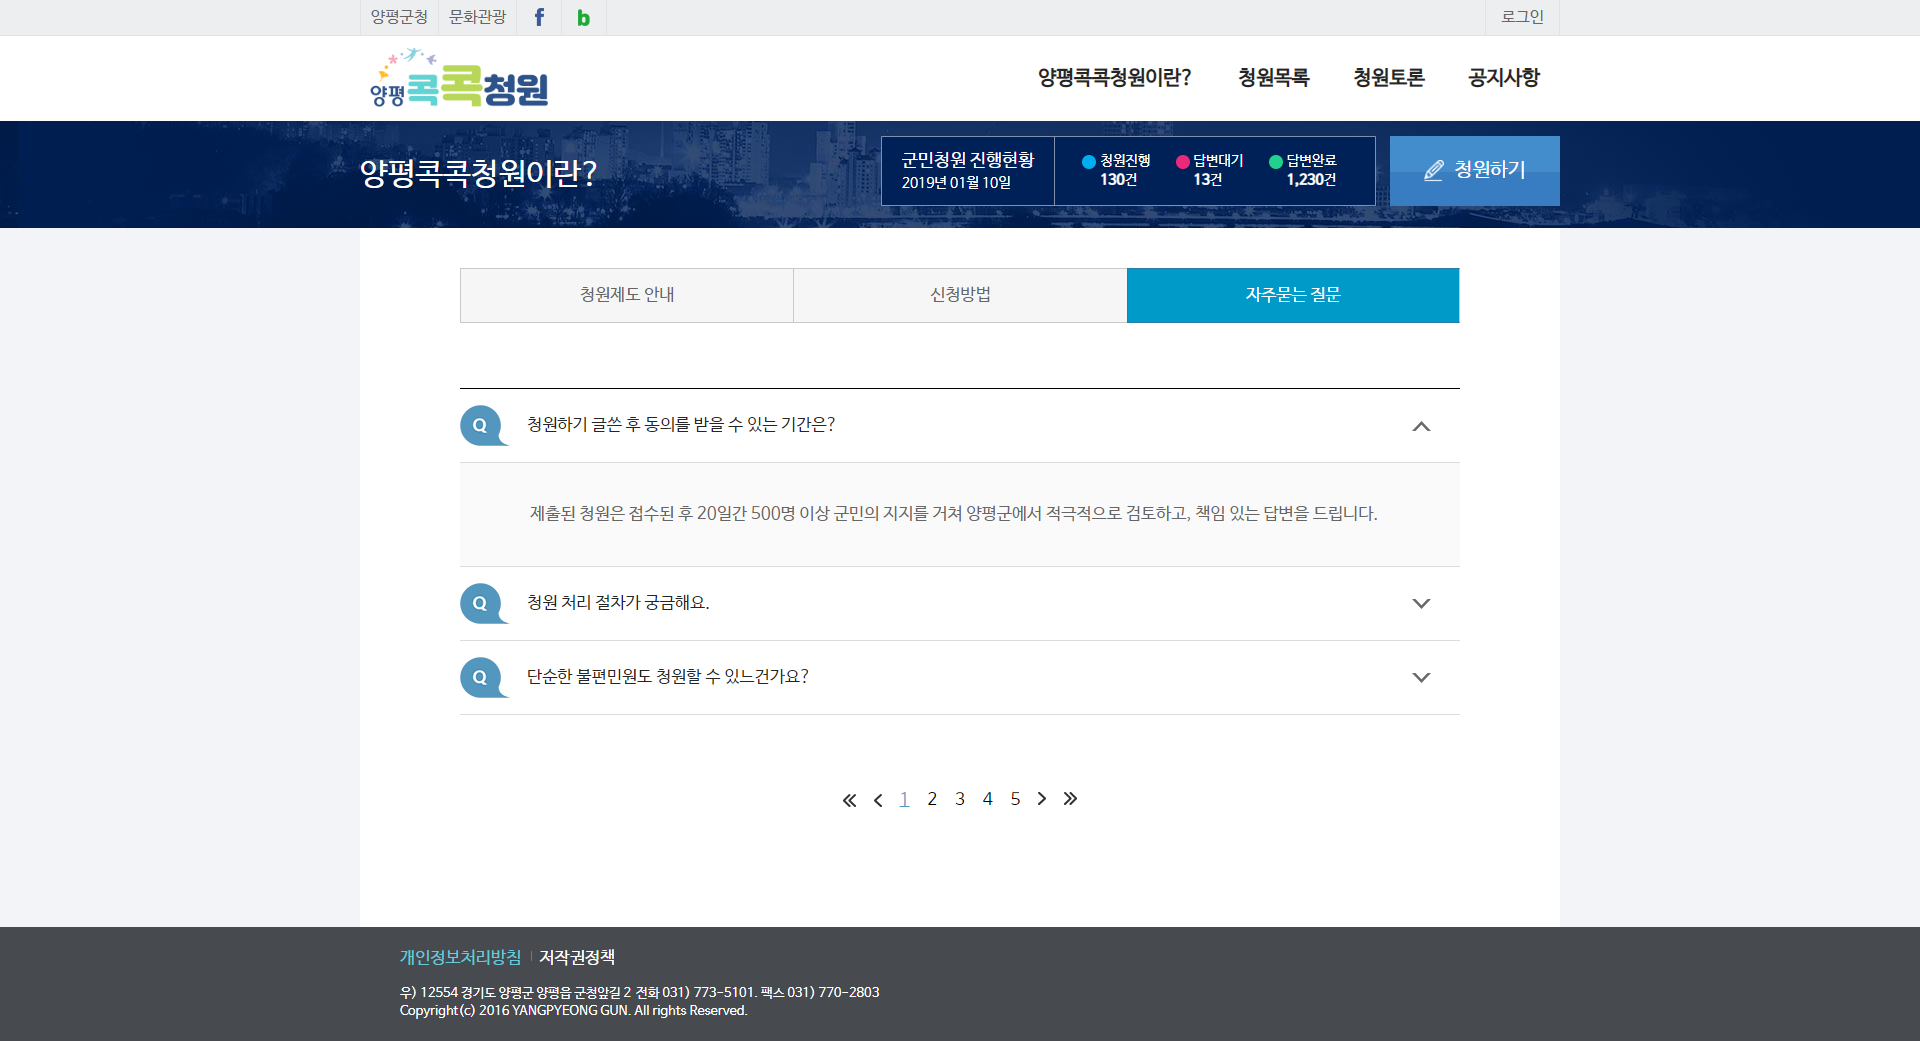 양평군청 문화관광 f b 로그인
양평 콕콕청원 양평콕콕청원이란? 청원목록 청원토론 공지사항
양평콕콕청원이란?
군민청원 진행현황
2019년 01월 10일
청원진행 답변대기 답변완료
130건 13건 1,230건
청원하기
청원제도 안내 신청방법 자주묻는 질문
Q 청원하기 글쓴 후 동의를 받을 수 있는 기간은?
제출된 청원은 접수된 후 20일간 500명 이상 군민의 지지를 거쳐 양평군에서 적극적으로 검토하고, 책임 있는 답변을 드립니다.
Q 청원 처리 절차가 궁금해요.
Q 단순한 불편민원도 청원할 수 있느건가요?
1 2 3 4 5
개인정보처리방침 저작권정책
우) 12554 경기도 양평군 양평읍 군청앞길 2 전화 031) 773-5101. 팩스 031) 770-2803
Copyright(c) 2016 YANGPYEONG GUN. All rights Reserved.